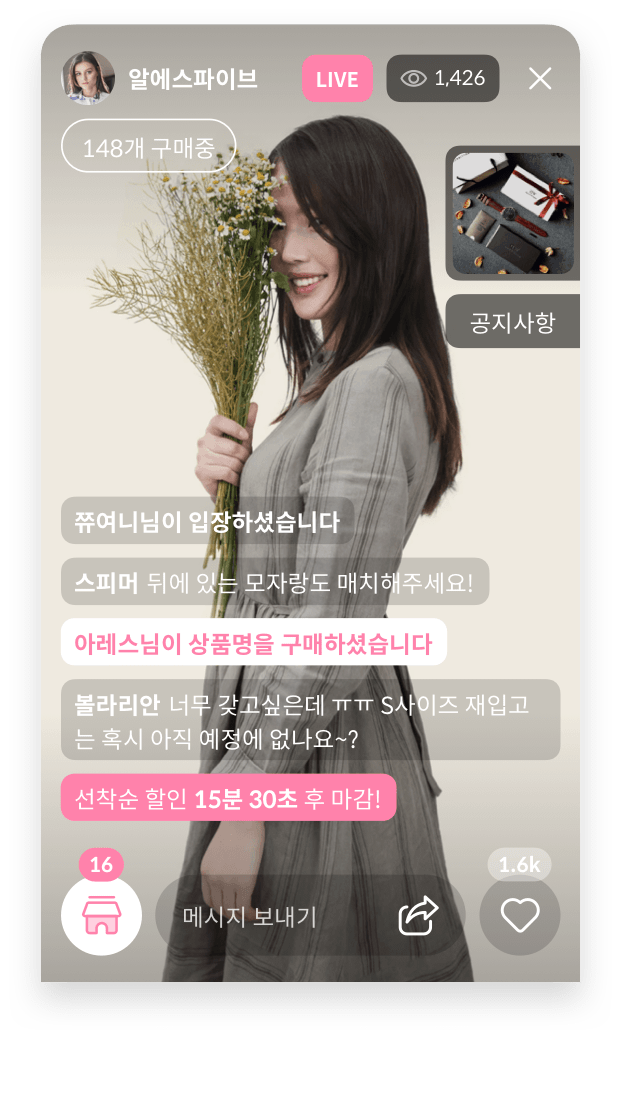 알에스파이브
LIVE
1,426
148개 구매중
공지사항
쮸여니님이 입장하셨습니다
스피머 뒤에 있는 모자랑도 매치해주세요!
아레스님이 상품명을 구매하셨습니다
볼라리안 너무 갖고싶은데 ㅠㅠ S사이즈 재입고
는 혹시 아직 예정에 없나요~?
선착순 할인 15분 30초 후 마감!
16
1.6k
메시지 보내기